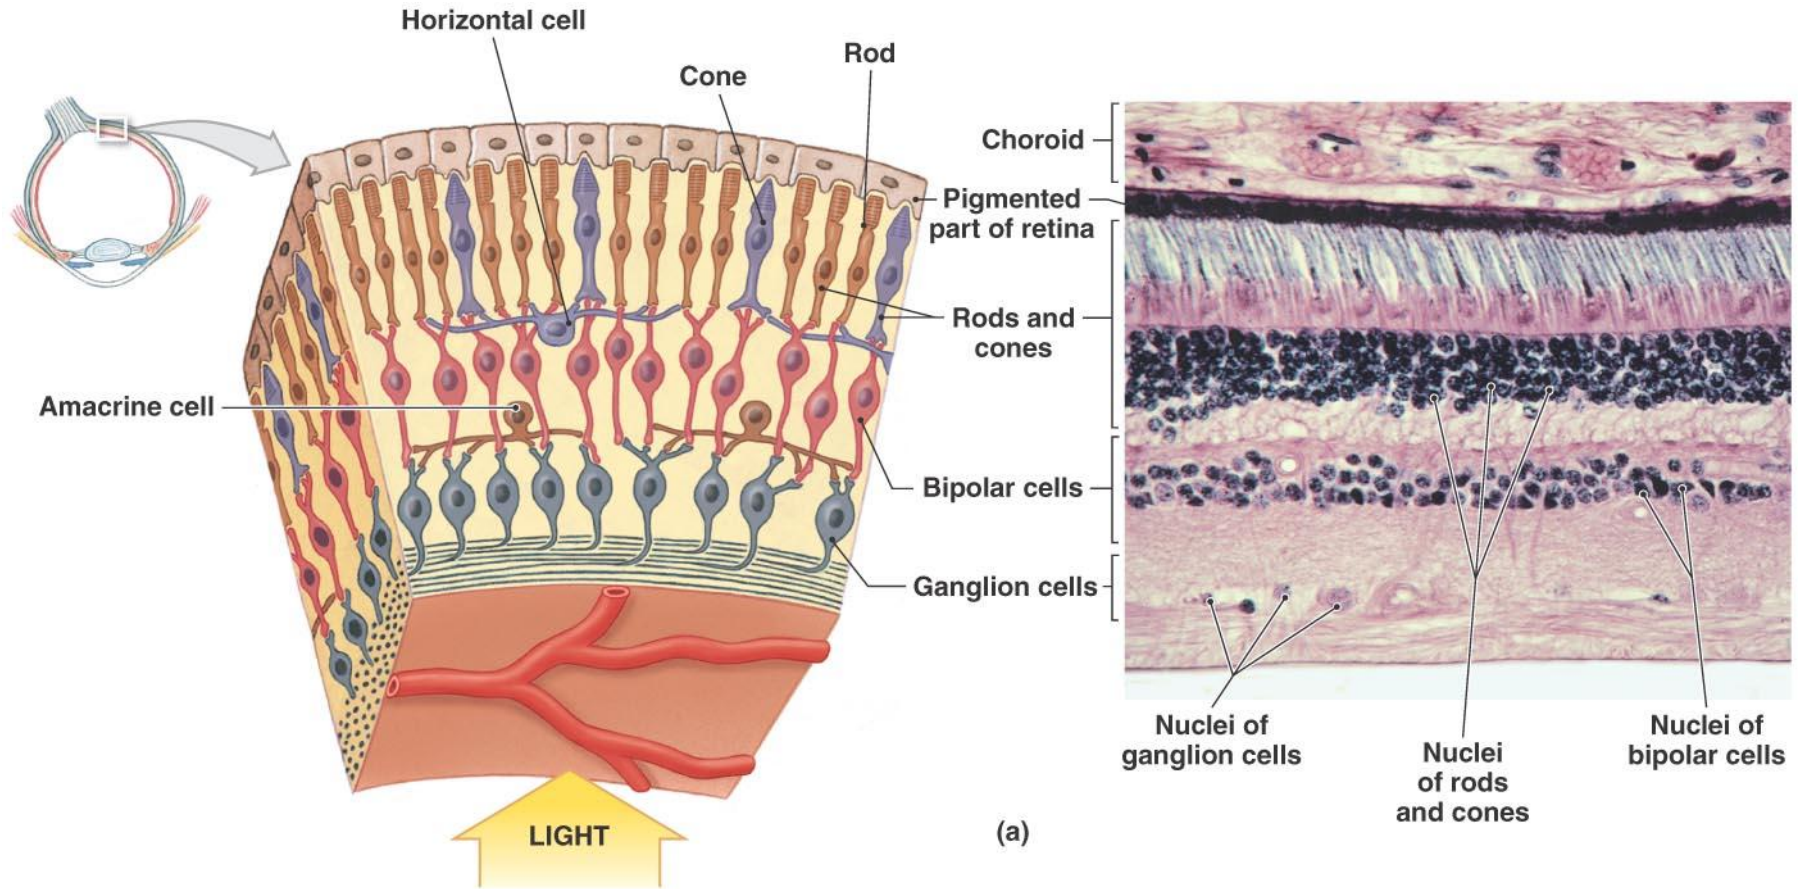 Horizontal cell
Cone
Rod
Choroid
Pigmented
part of retina
Rods and
cones
Amacrine cell
Bipolar cells
Ganglion cells
Nuclei of
ganglion cells
Nuclei
of rods
and cones
Nuclei of
bipolar cells
LIGHT
(a)